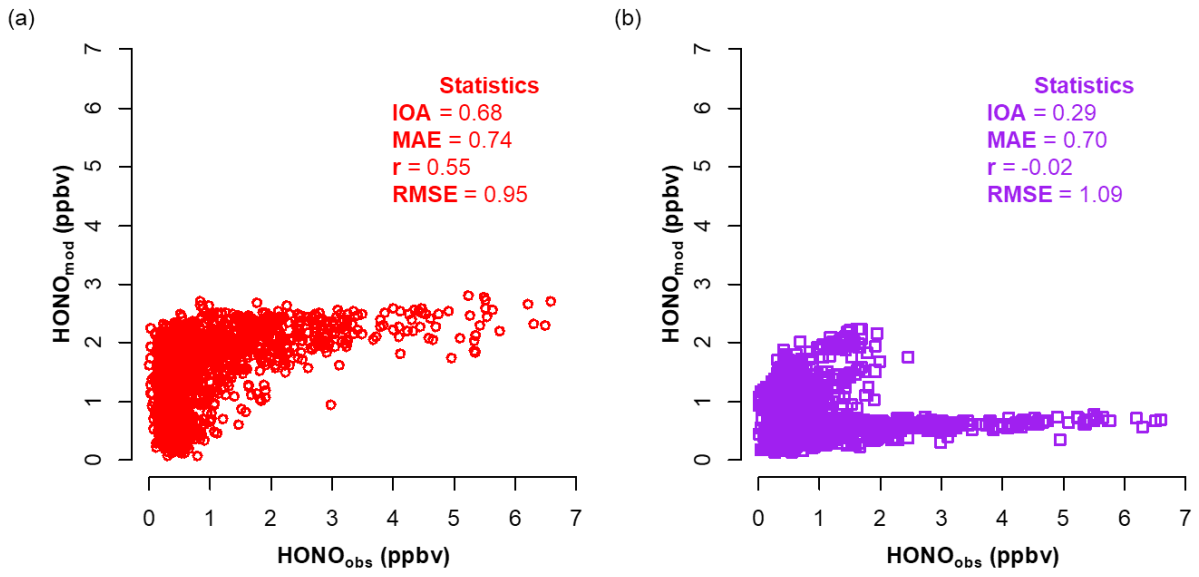 (a)
7
6
5
4
3
2
1
0
HONOmod (ppbv)
Statistics
IOA = 0.68
MAE = 0.74
r = 0.55
RMSE = 0.95
0 1 2 3 4 5 6 7
HONOobs (ppbv)
(b)
7
6
5
4
3
2
1
0
HONOmod (ppbv)
Statistics
IOA = 0.29
MAE = 0.70
r = -0.02
RMSE = 1.09
0 1 2 3 4 5 6 7
HONOobs (ppbv)